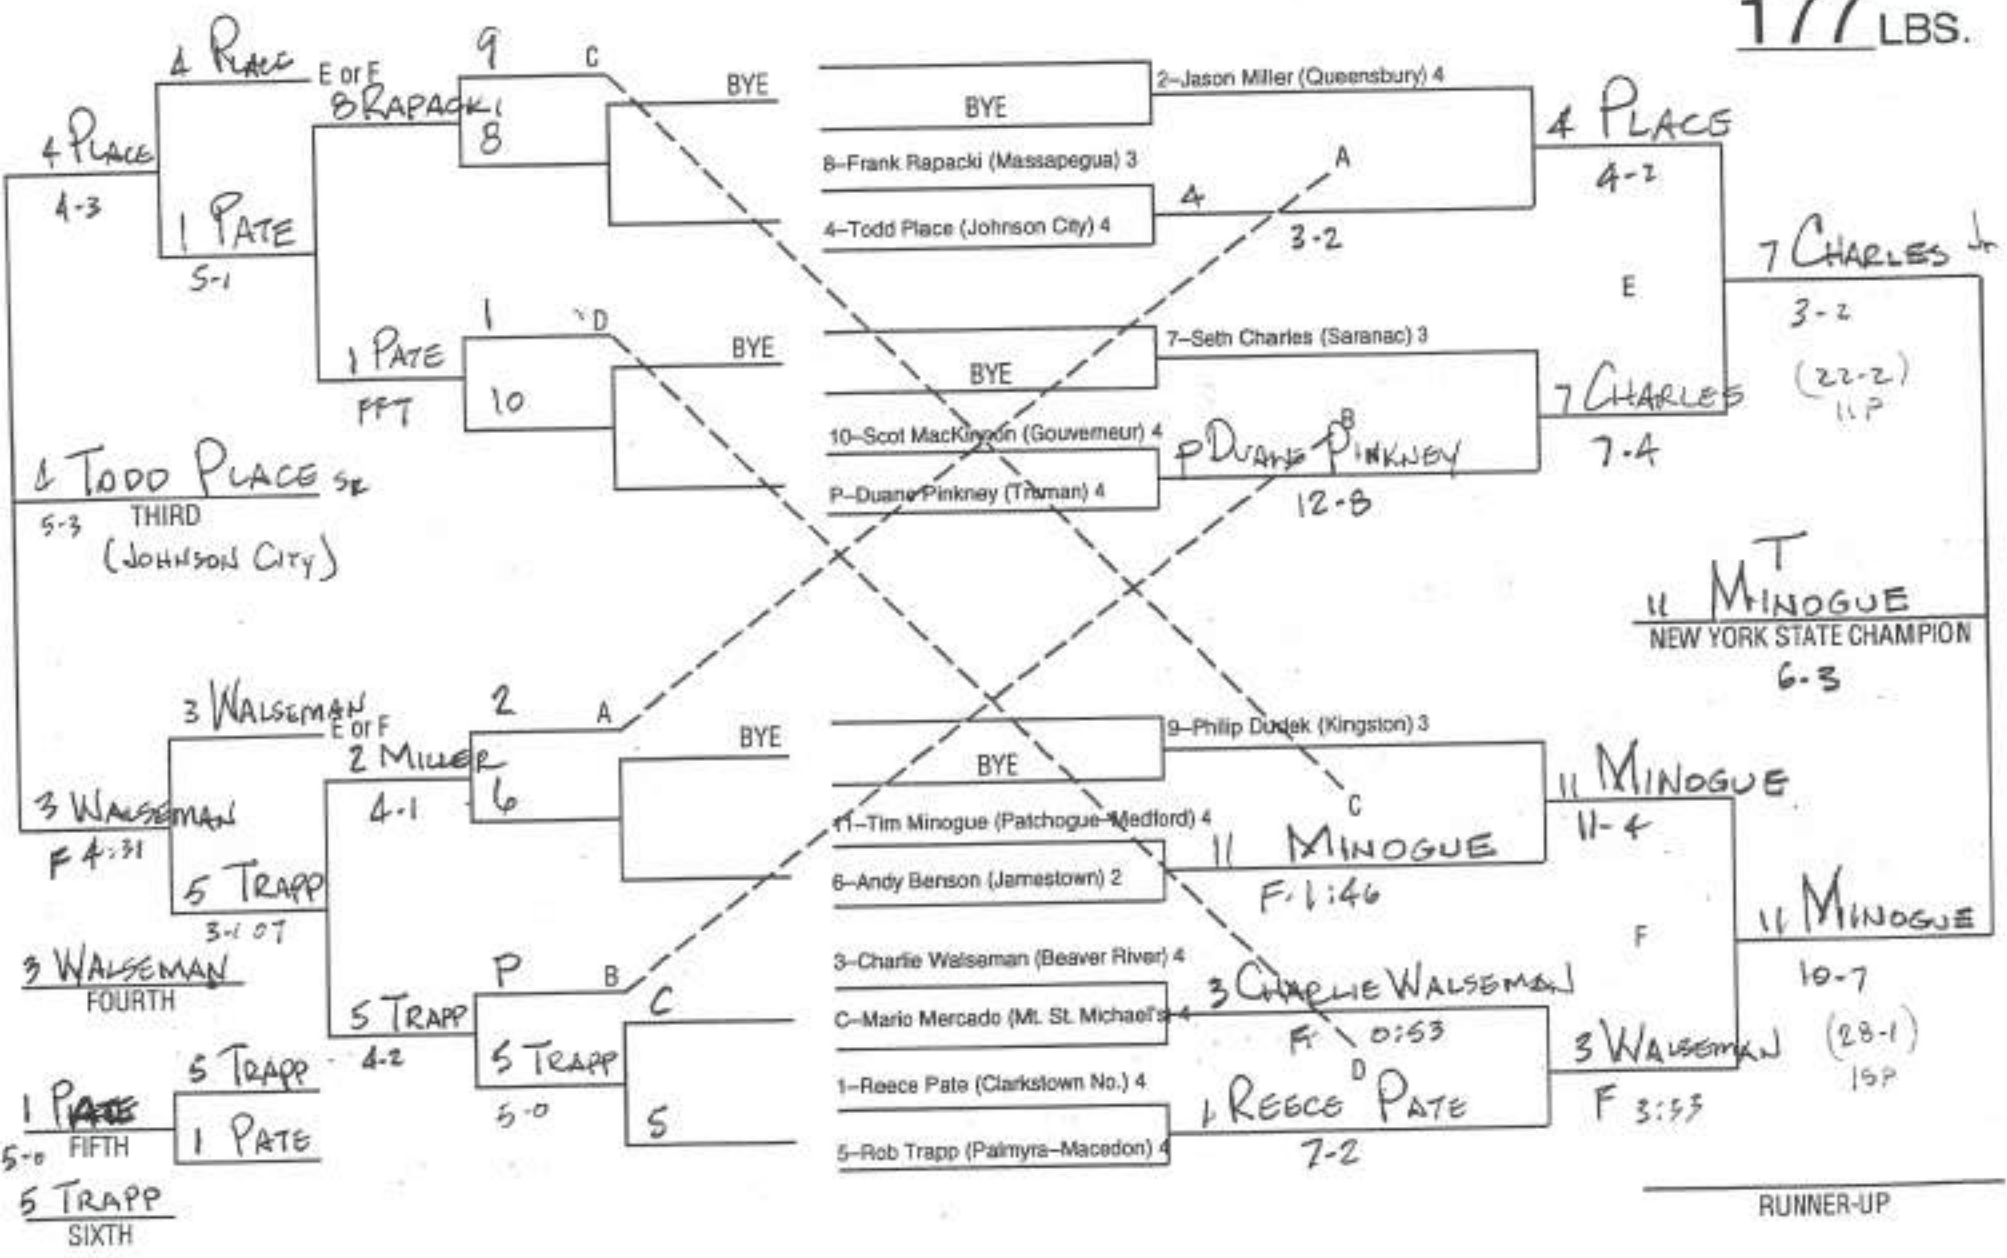 177 LBS.
4 PLACE
E or F
8 RAPACKI
9
C
8
BYE
BYE
2–Jason Miller (Queensbury) 4
8–Frank Rapacki (Massapegua) 3
4–Todd Place (Johnson City) 4
4
3-2
A
4 PLACE
4-2
4 PLACE
4-3
1 PATE
5-1
1
D
BYE
10
1 PATE
FFT
BYE
7–Seth Charles (Saranac) 3
10–Scot MacKinnon (Gouverneur) 4
P–Duane Pinkney (Truman) 4
P DUANE PINKNEY
B
12-8
E
7 CHARLES
7-4
7 CHARLES Jr
3-2
(22-2)
11P
4 TODD PLACE SR
5-3 THIRD
(JOHNSON CITY)
T
11 MINOGUE
NEW YORK STATE CHAMPION
6-3
3 WALSEMAN
E or F
2 MILLER
4-1
2
A
6
BYE
BYE
9–Philip Dudek (Kingston) 3
11–Tim Minogue (Patchogue–Medford) 4
6–Andy Benson (Jamestown) 2
C
11 MINOGUE
F-1:46
11 MINOGUE
11-4
3 WALSEMAN
F 4:31
5 TRAPP
3-1 OT
3 WALSEMAN
FOURTH
P
B
C
5 TRAPP
4-2
5 TRAPP
5-0
5
3–Charlie Walseman (Beaver River) 4
C–Mario Mercado (Mt. St. Michael's) 4
1–Reece Pate (Clarkstown No.) 4
5–Rob Trapp (Palmyra–Macedon) 4
3 CHARLIE WALSEMAN
F 0:53
D
1 REECE PATE
7-2
F
3 WALSEMAN
F 3:53
11 MINOGUE
10-7
(28-1)
15P
5 TRAPP
1 PATE
1 PATE
5-0 FIFTH
5 TRAPP
SIXTH
RUNNER-UP